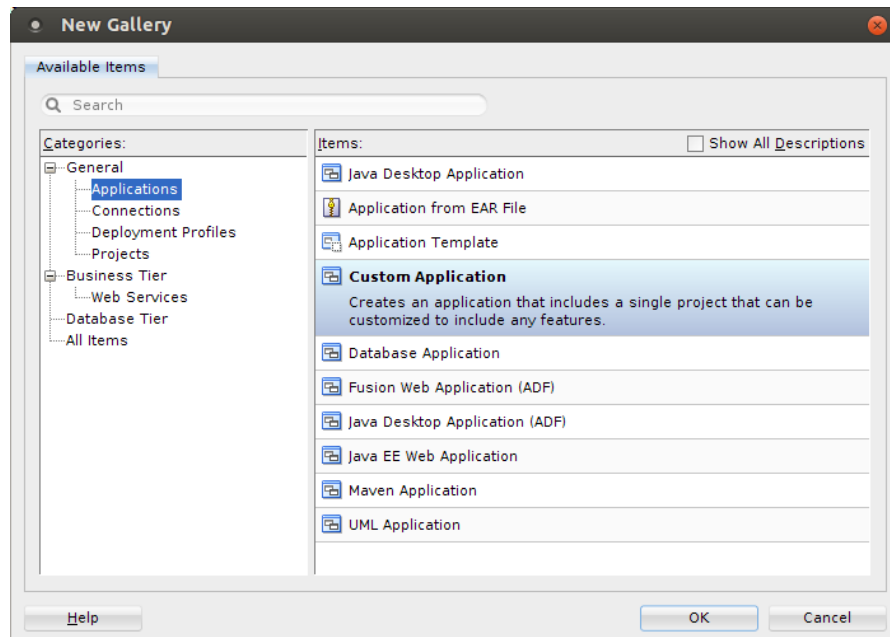 New Gallery
Available Items
Search
Categories:
General
Applications
Connections
Deployment Profiles
Projects
Business Tier
Web Services
Database Tier
All Items
Items:
Show All Descriptions
Java Desktop Application
Application from EAR File
Application Template
Custom Application
Creates an application that includes a single project that can be
customized to include any features.
Database Application
Fusion Web Application (ADF)
Java Desktop Application (ADF)
Java EE Web Application
Maven Application
UML Application
Help
OK
Cancel